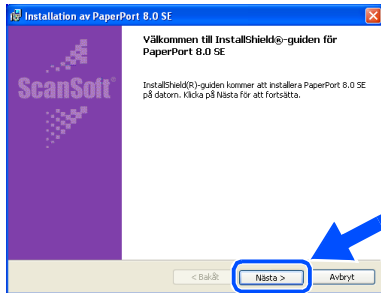 Installation av PaperPort 8.0 SE
Välkommen till InstallShield®-guiden för
PaperPort 8.0 SE
ScanSoft®
InstallShield(R)-guiden kommer att installera PaperPort 8.0 SE
på datorn. Klicka på Nästa för att fortsätta.
< Bakåt
Nästa >
Avbryt